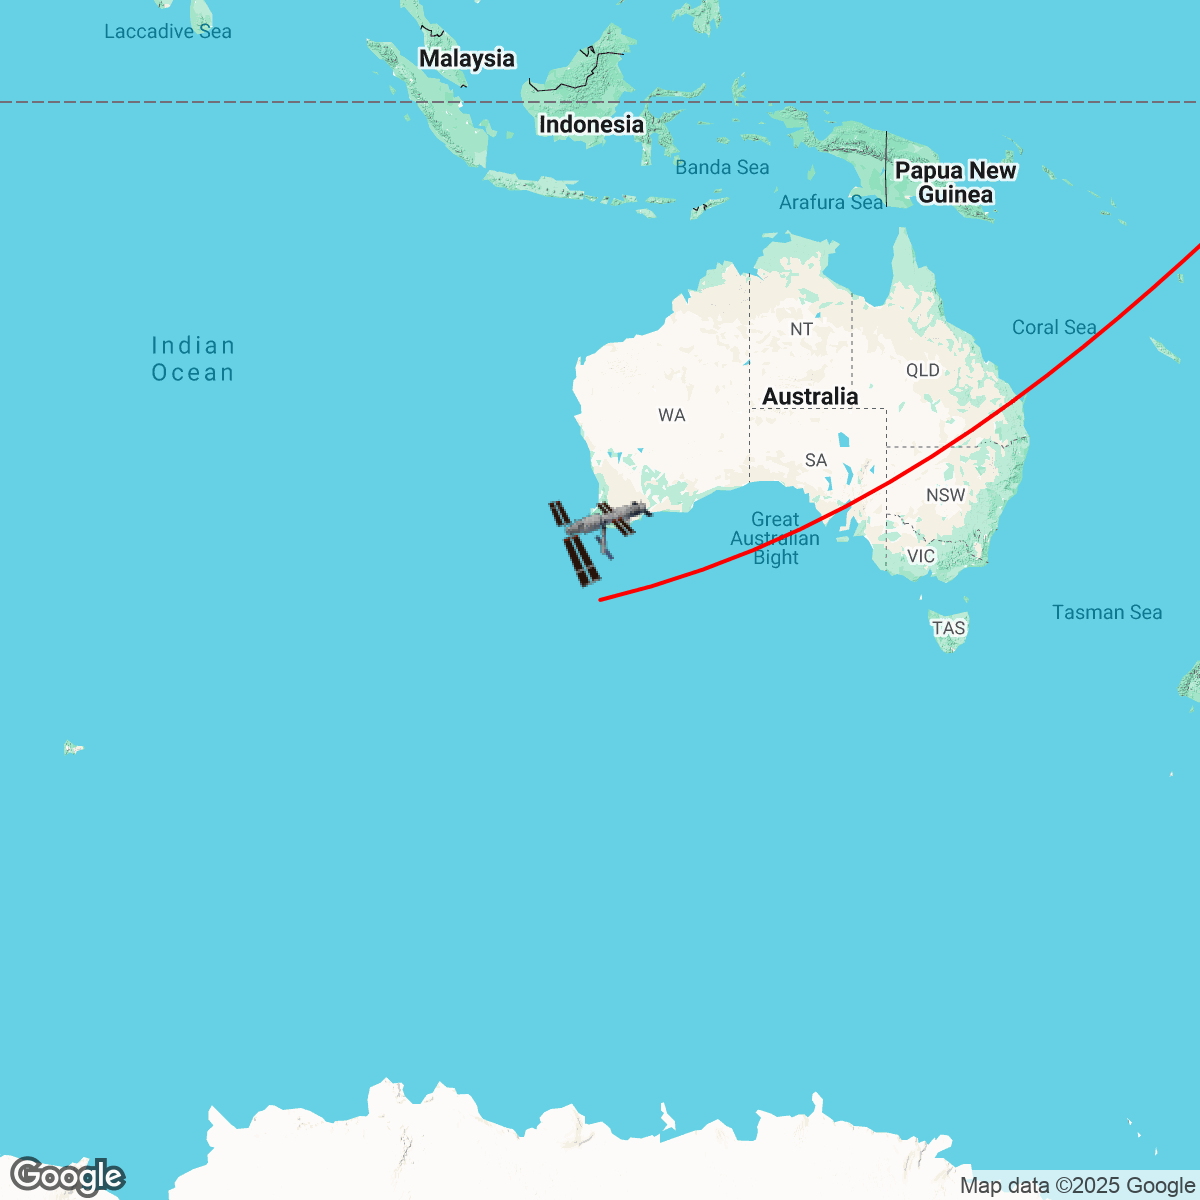 Laccadive Sea
Malaysia
Indonesia
Banda Sea
Papua New
Guinea
Arafura Sea
Indian
Ocean
NT
Coral Sea
QLD
Australia
WA
SA
NSW
Great
Australian
Bight
VIC
Tasman Sea
TAS
Google
Map data ©2025 Google